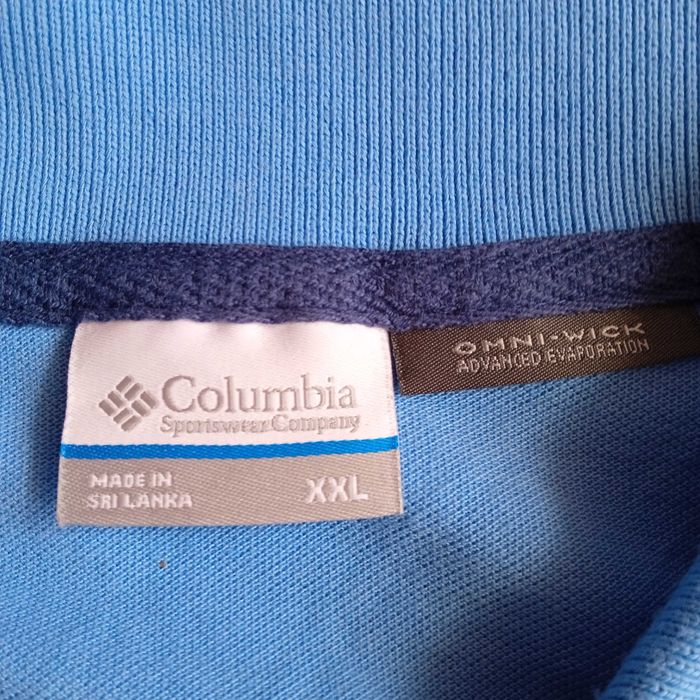 Columbia
Sportswear Company
MADE IN
SRI LANKA
XXL
OMNI-WICK
ADVANCED EVAPORATION